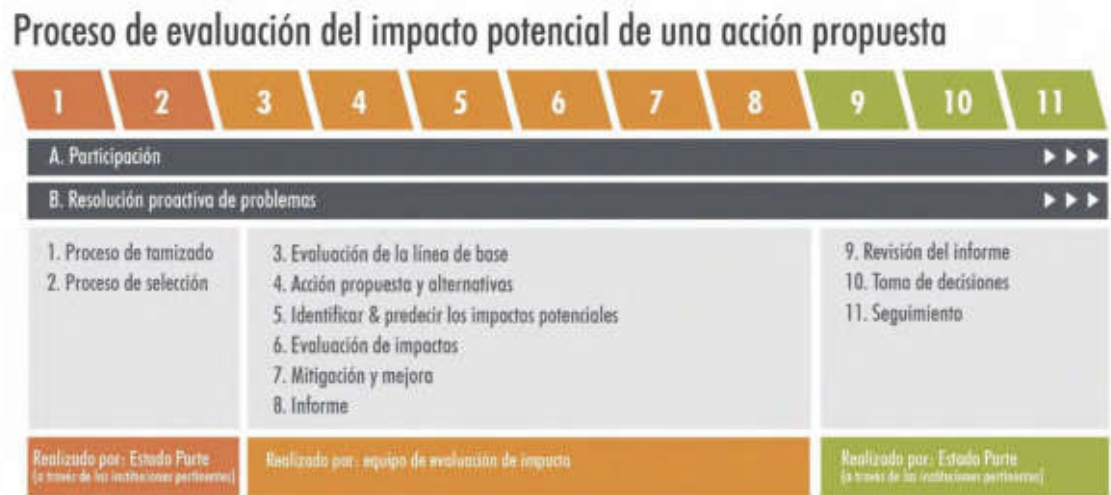 Proceso de evaluación del impacto potencial de una acción propuesta
1 2 3 4 5 6 7 8 9 10 11
A. Participación
B. Resolución proactiva de problemas
1. Proceso de tamizado
2. Proceso de selección
3. Evaluación de la línea de base
4. Acción propuesta y alternativas
5. Identificar & predecir los impactos potenciales
6. Evaluación de impactos
7. Mitigación y mejora
8. Informe
9. Revisión del informe
10. Toma de decisiones
11. Seguimiento
Realizado por: Estado Parte
(a través de las instituciones pertinentes)
Realizado por: equipo de evaluación de impacto
Realizado por: Estado Parte
(a través de las instituciones pertinentes)